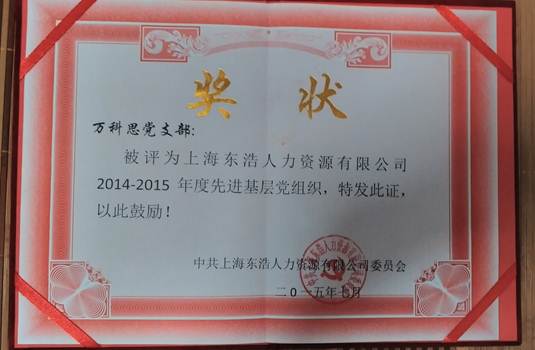 奖状
万科思党支部:
被评为上海东浩人力资源有限公司
2014-2015 年度先进基层党组织，特发此证，
以此鼓励！
中共上海东浩人力资源有限公司委员会
二0一五年七月